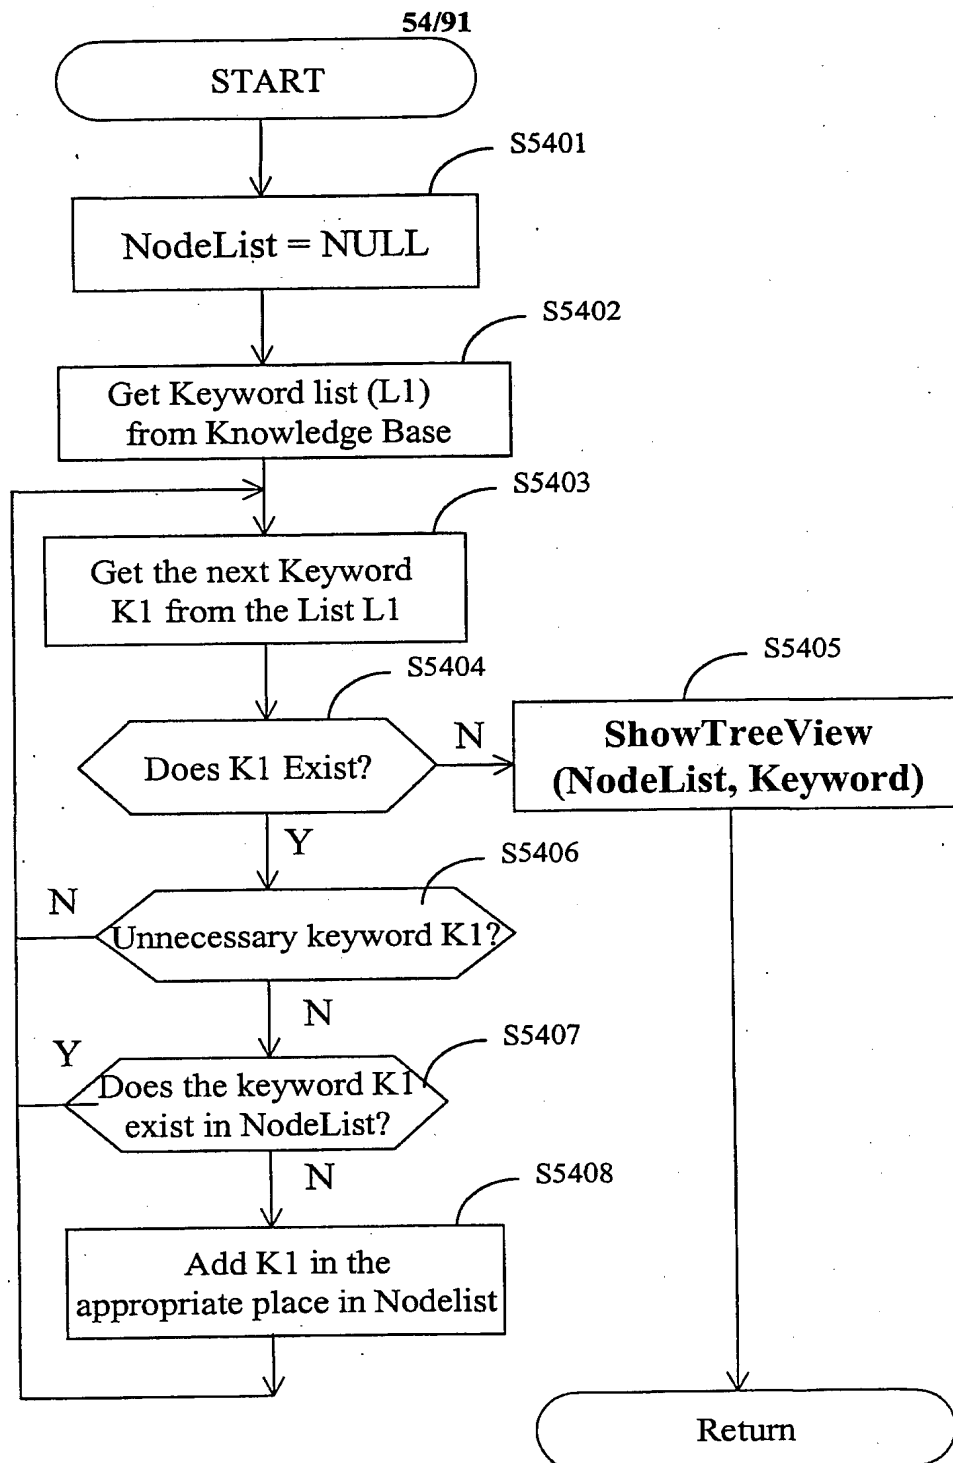 54/91
START
S5401
NodeList = NULL
S5402
Get Keyword list (L1)
from Knowledge Base
S5403
Get the next Keyword
K1 from the List L1
S5404
Does K1 Exist?
N
S5405
ShowTreeView
(NodeList, Keyword)
Y
S5406
N
Unnecessary keyword K1?
N
S5407
Y
Does the keyword K1
exist in NodeList?
N
S5408
Add K1 in the
appropriate place in Nodelist
Return